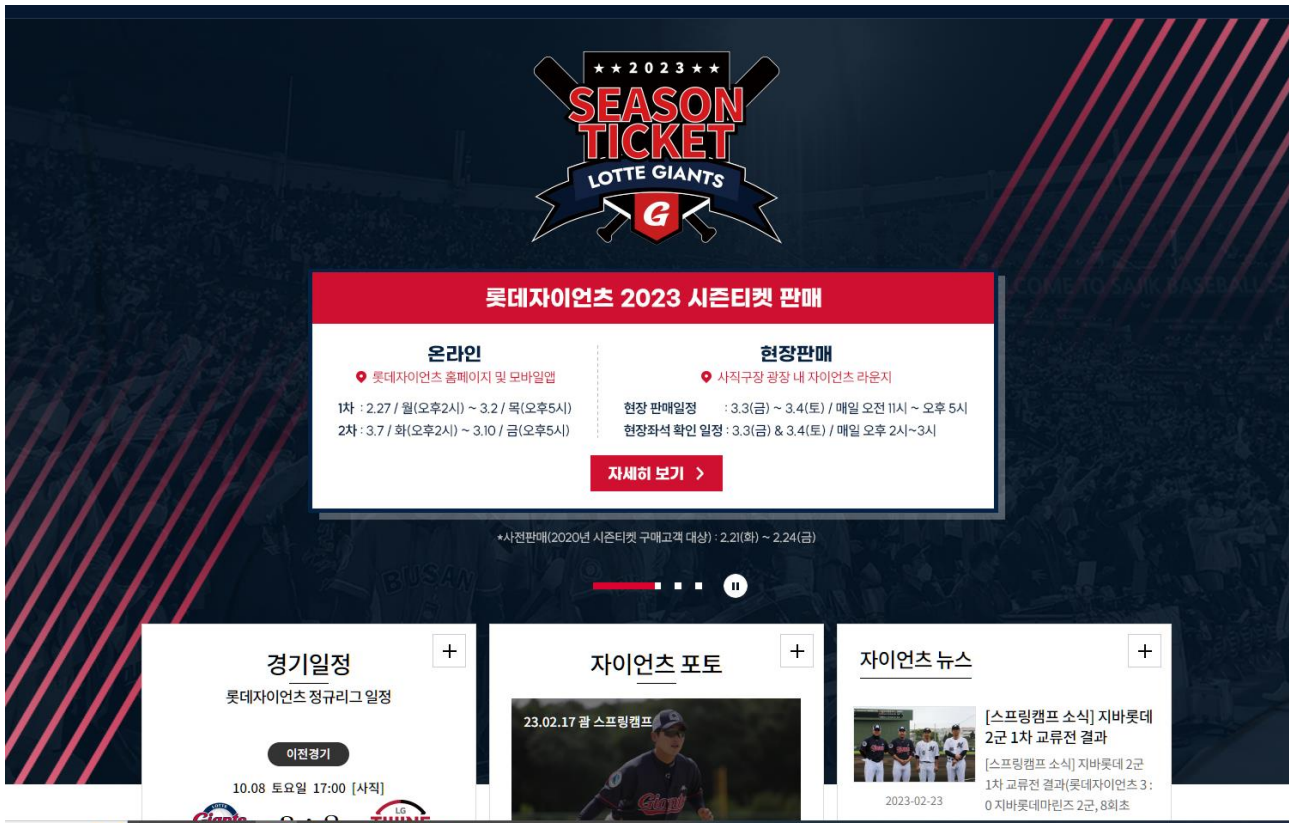 ★ ★ 2 0 2 3 ★ ★
SEASON
TICKET
LOTTE GIANTS
G
COME TO SAJIK BASEBALL
롯데자이언츠 2023 시즌티켓 판매
온라인
롯데자이언츠 홈페이지 및 모바일앱
1차 : 2.27 / 월(오후2시) ~ 3.2 / 목(오후5시)
2차 : 3.7 / 화(오후2시) ~ 3.10 / 금(오후5시)
현장판매
사직구장 광장 내 자이언츠 라운지
현장 판매일정 : 3.3(금) ~ 3.4(토) / 매일 오전 11시 ~ 오후 5시
현장좌석 확인 일정 : 3.3(금) & 3.4(토) / 매일 오후 2시~3시
자세히 보기
*사전판매(2020년 시즌티켓 구매고객 대상) : 2.21(화) ~ 2.24(금)
BUSAN
경기일정
롯데자이언츠 정규리그 일정
이전경기
10.08 토요일 17:00 [사직]
LOTTE
Giants
LG
TWINS
자이언츠 포토
23.02.17 괌 스프링캠프
Giants
자이언츠 뉴스
[스프링캠프 소식] 지바롯데
2군 1차 교류전 결과
[스프링캠프 소식] 지바롯데 2군
1차 교류전 결과(롯데자이언츠 3 :
0 지바롯데마린즈 2군, 8회초
2023-02-23